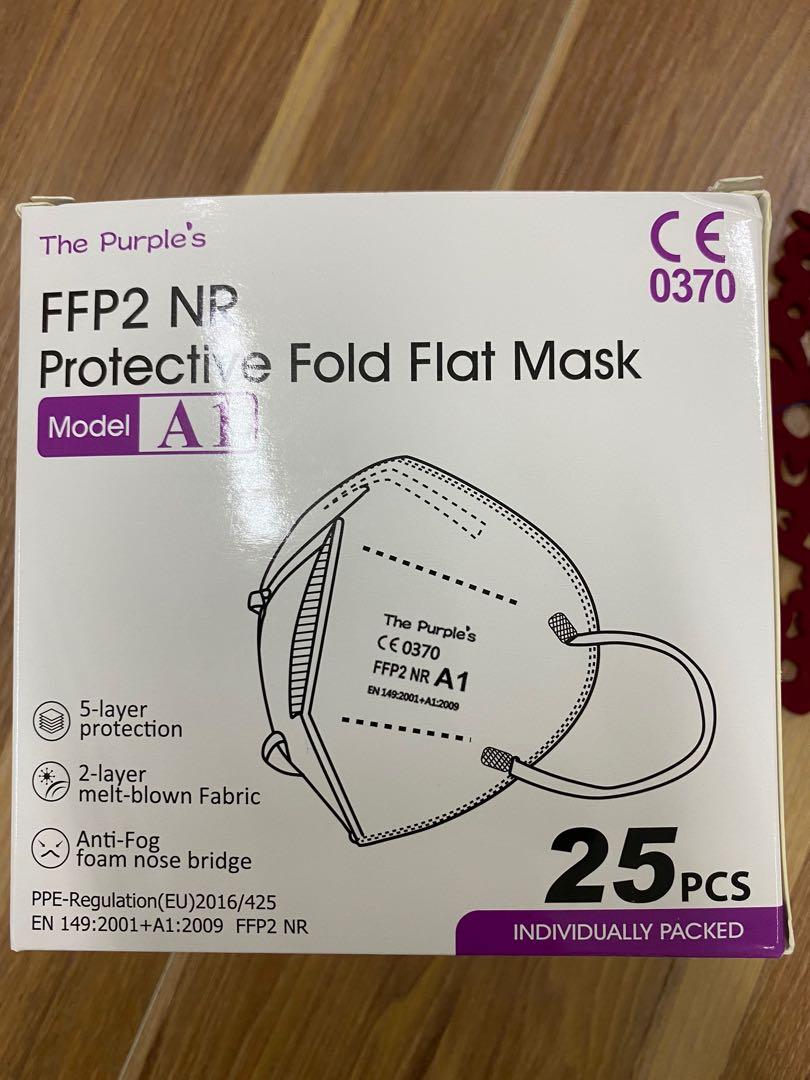 The Purple's
CE
0370
FFP2 NR
Protective Fold Flat Mask
Model A1
The Purple's
CE 0370
FFP2 NR A1
EN 149:2001+A1:2009
5-layer
protection
2-layer
melt-blown Fabric
Anti-Fog
foam nose bridge
PPE-Regulation(EU)2016/425
EN 149:2001+A1:2009 FFP2 NR
25 PCS
INDIVIDUALLY PACKED